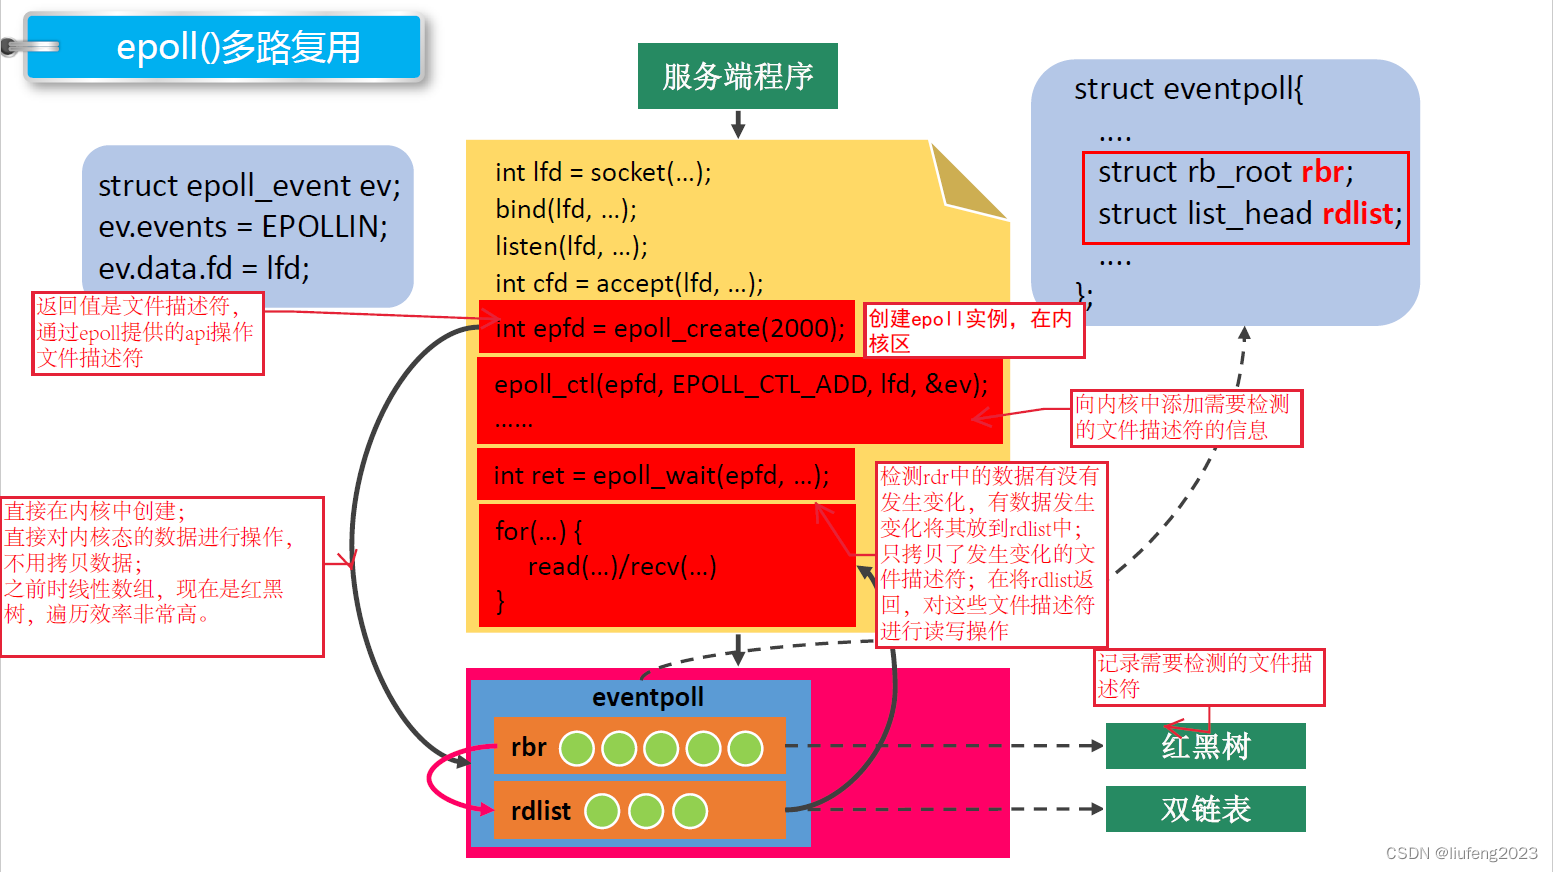 epoll()多路复用
服务端程序
struct eventpoll{
....
struct rb_root rbr;
struct list_head rdlist;
....
};
struct epoll_event ev;
ev.events = EPOLLIN;
ev.data.fd = lfd;
int lfd = socket(...);
bind(lfd, ...);
listen(lfd, ...);
int cfd = accept(lfd, ...);
int epfd = epoll_create(2000);
epoll_ctl(epfd, EPOLL_CTL_ADD, lfd, &ev);
......
int ret = epoll_wait(epfd, ...);
for(...) {
read(...)/recv(...)
}
返回值是文件描述符，
通过epoll提供的api操作
文件描述符
创建epoll实例，在内
核区
向内核中添加需要检测
的文件描述符的信息
检测rdr中的数据有没有
发生变化，有数据发生
变化将其放到rdlist中；
只拷贝了发生变化的文
件描述符；在将rdlist返
回，对这些文件描述符
进行读写操作
直接在内核中创建；
直接对内核态的数据进行操作，
不用拷贝数据；
之前时线性数组，现在是红黑
树，遍历效率非常高。
记录需要检测的文件描
述符
eventpoll
rbr
rdlist
红黑树
双链表
CSDN @liufeng2023